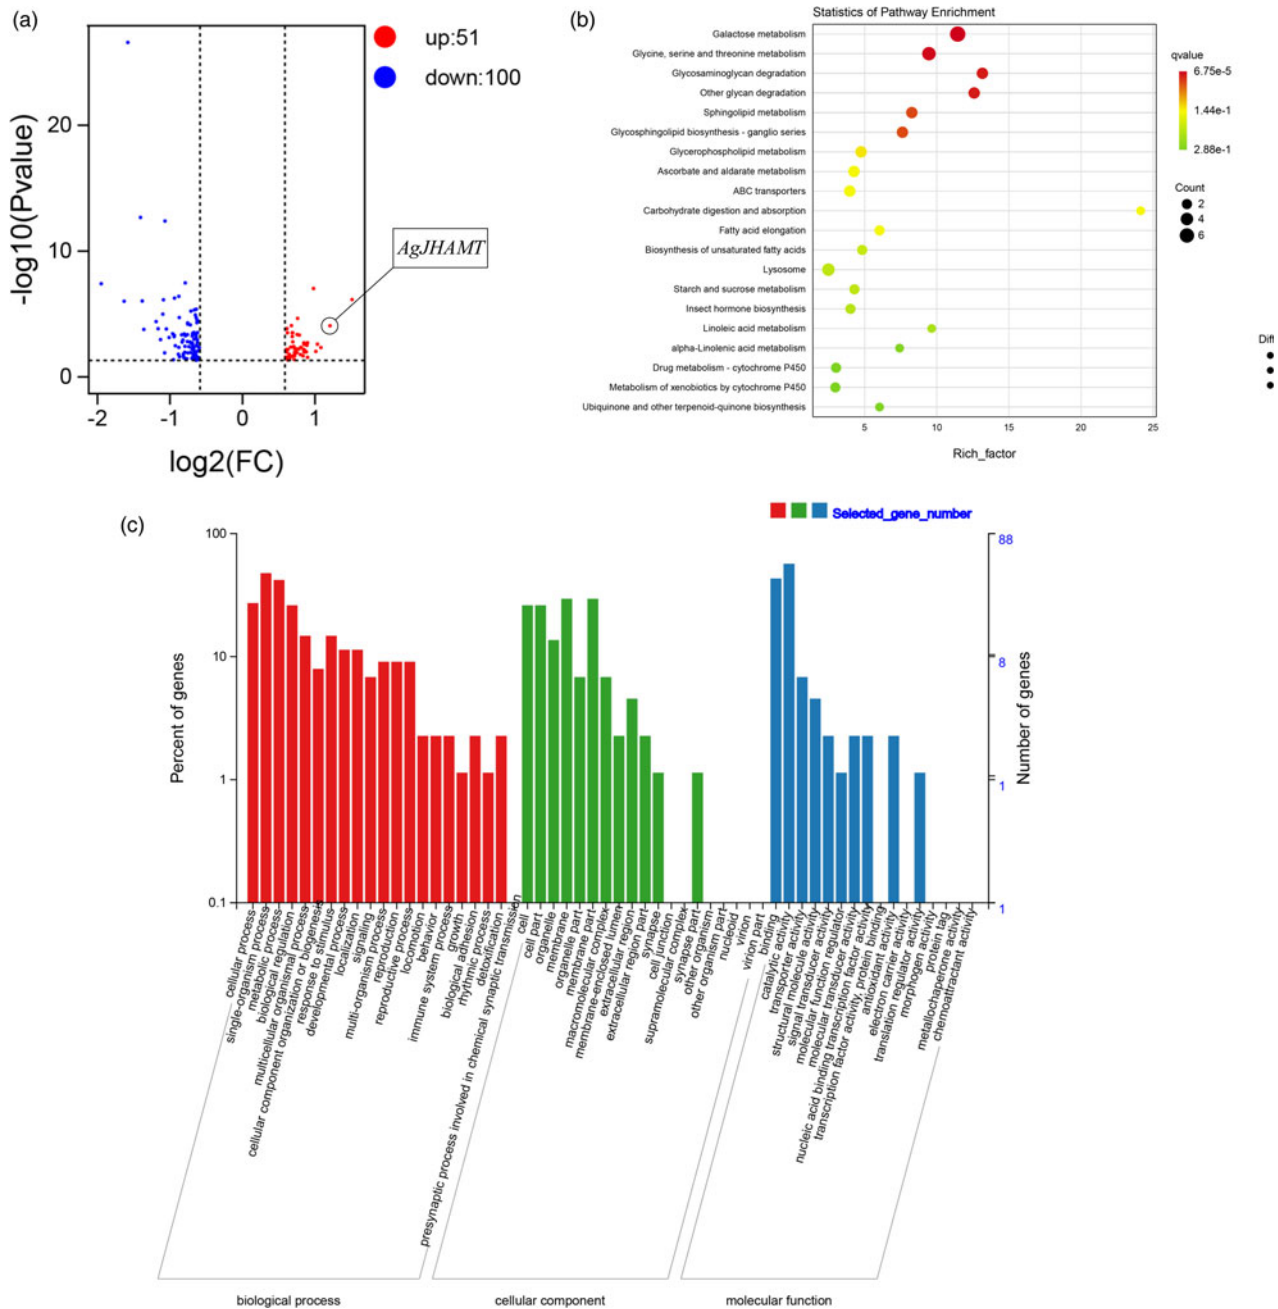 (a)
up:51
down:100
-log10(Pvalue)
20
10
0
AgJHAMT
-2
-1
0
1
log2(FC)
(b)
Statistics of Pathway Enrichment
Galactose metabolism
Glycine, serine and threonine metabolism
Glycosaminoglycan degradation
Other glycan degradation
Sphingolipid metabolism
Glycosphingolipid biosynthesis - ganglio series
Glycerophospholipid metabolism
Ascorbate and aldarate metabolism
ABC transporters
Carbohydrate digestion and absorption
Fatty acid elongation
Biosynthesis of unsaturated fatty acids
Lysosome
Starch and sucrose metabolism
Insect hormone biosynthesis
Linoleic acid metabolism
alpha-Linolenic acid metabolism
Drug metabolism - cytochrome P450
Metabolism of xenobiotics by cytochrome P450
Ubiquinone and other terpenoid-quinone biosynthesis
5
10
15
20
25
Rich_factor
qvalue
6.75e-5
1.44e-1
2.88e-1
Count
2
4
6
Dif
(c)
Selected_gene_number
Percent of genes
100
10
1
0.1
88
8
1
1
Number of genes
cellular process
single-organism process
metabolic process
biological regulation
multicellular organismal process
cellular component organization or biogenesis
response to stimulus
developmental process
localization
signaling
multi-organism process
reproduction
reproductive process
locomotion
behavior
immune system process
growth
biological adhesion
rhythmic process
detoxification
presynaptic process involved in chemical synaptic transmission
cell
cell part
organelle
membrane
organelle part
membrane part
macromolecular complex
membrane-enclosed lumen
extracellular region
extracellular region part
synapse
cell junction
supramolecular complex
synapse part
other organism
other organism part
nucleoid
virion
virion part
binding
catalytic activity
transporter activity
structural molecule activity
signal transducer activity
molecular function regulator
molecular transducer activity
nucleic acid binding transcription factor activity
transcription factor activity, protein binding
antioxidant activity
electron carrier activity
translation regulator activity
morphogen activity
protein tag
metallochaperone activity
chemoattractant activity
biological process
cellular component
molecular function